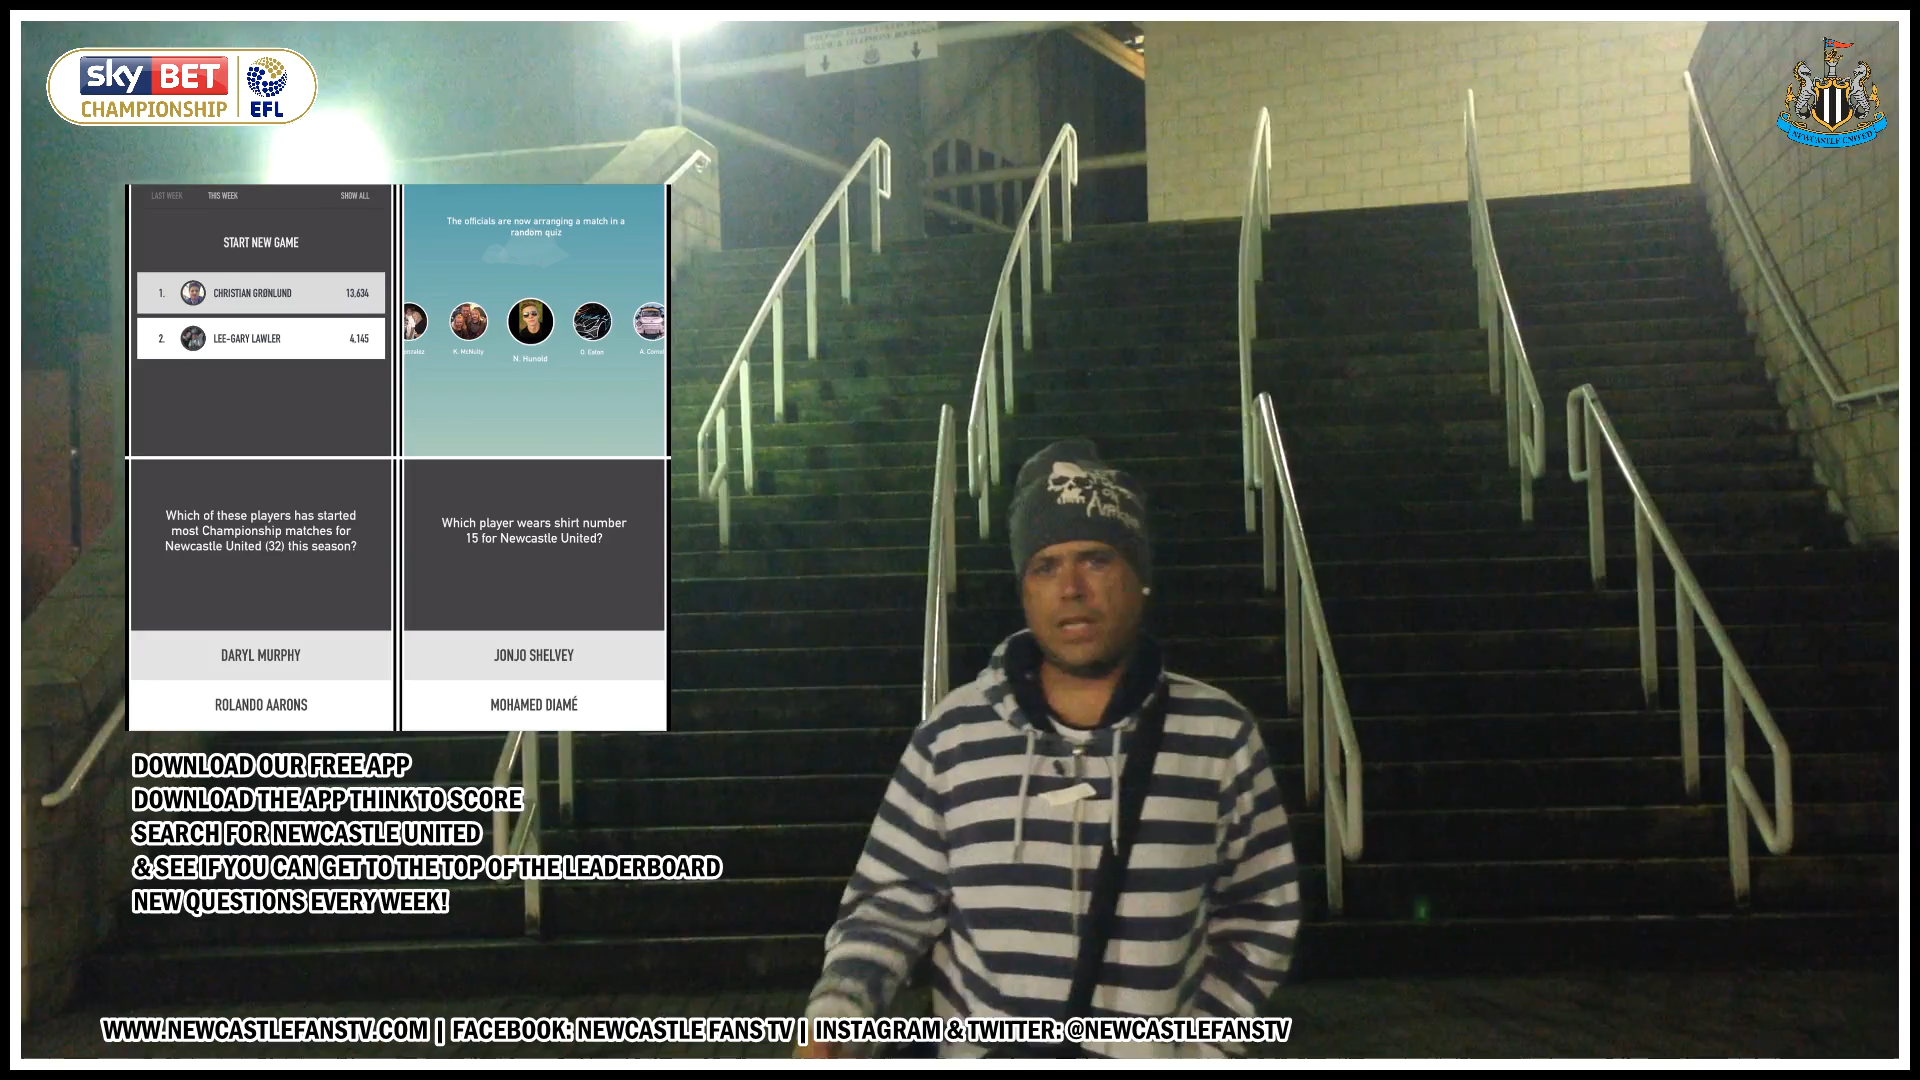 sky BET
CHAMPIONSHIP
EFL
CLUB & TELEPHONE BOOKINGS
NEWCASTLE UNITED
LAST WEEK THIS WEEK SHOW ALL
START NEW GAME
1. CHRISTIAN GRØNLUND 13,634
2. LEE-GARY LAWLER 4,145
The officials are now arranging a match in a
random quiz
K. McNulty
N. Hunold
O. Eaton
Which of these players has started
most Championship matches for
Newcastle United (32) this season?
DARYL MURPHY
ROLANDO AARONS
Which player wears shirt number
15 for Newcastle United?
JONJO SHELVEY
MOHAMED DIAMÉ
DOWNLOAD OUR FREE APP
DOWNLOAD THE APP THINK TO SCORE
SEARCH FOR NEWCASTLE UNITED
& SEE IF YOU CAN GET TO THE TOP OF THE LEADERBOARD
NEW QUESTIONS EVERY WEEK!
WWW.NEWCASTLEFANSTV.COM | FACEBOOK: NEWCASTLE FANS TV | INSTAGRAM & TWITTER: @NEWCASTLEFANSTV